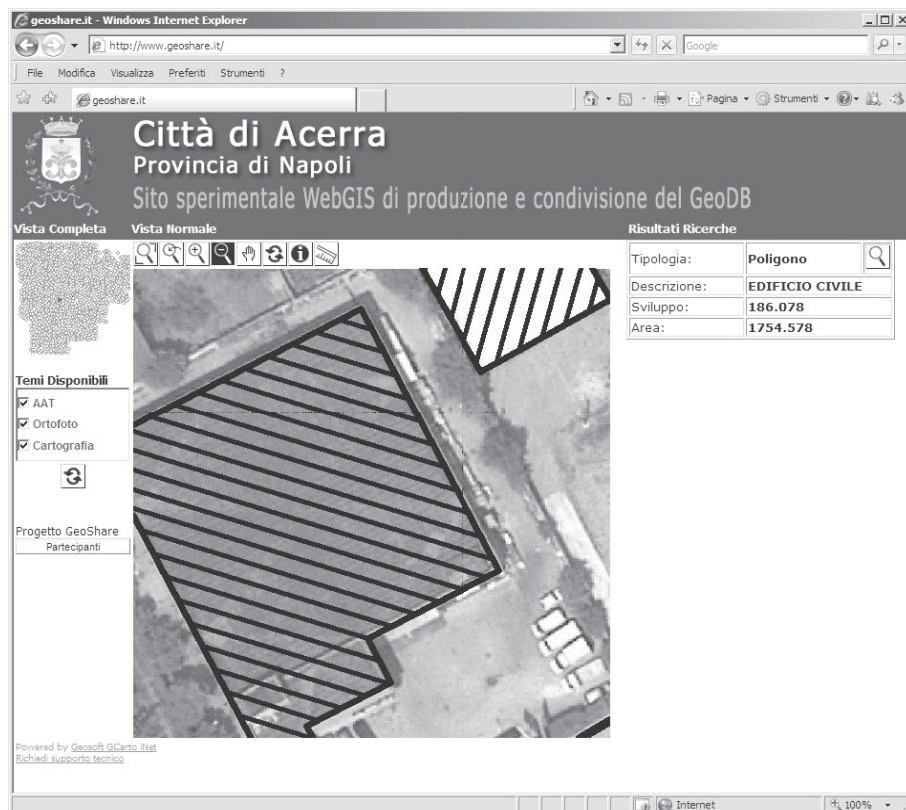 geoshare.it - Windows Internet Explorer
http://www.geoshare.it/
Google
File Modifica Visualizza Preferiti Strumenti ?
geoshare.it
Pagina Strumenti
Città di Acerra
Provincia di Napoli
Sito sperimentale WebGIS di produzione e condivisione del GeoDB
Vista Completa Vista Normale Risultati Ricerche
Tipologia: Poligono
Descrizione: EDIFICIO CIVILE
Sviluppo: 186.078
Area: 1754.578
Temi Disponibili
AAT
Ortofoto
Cartografia
Progetto GeoShare
Partecipanti
Powered by Geosoft GCarto iNet
Richiedi supporto tecnico
Internet 100%